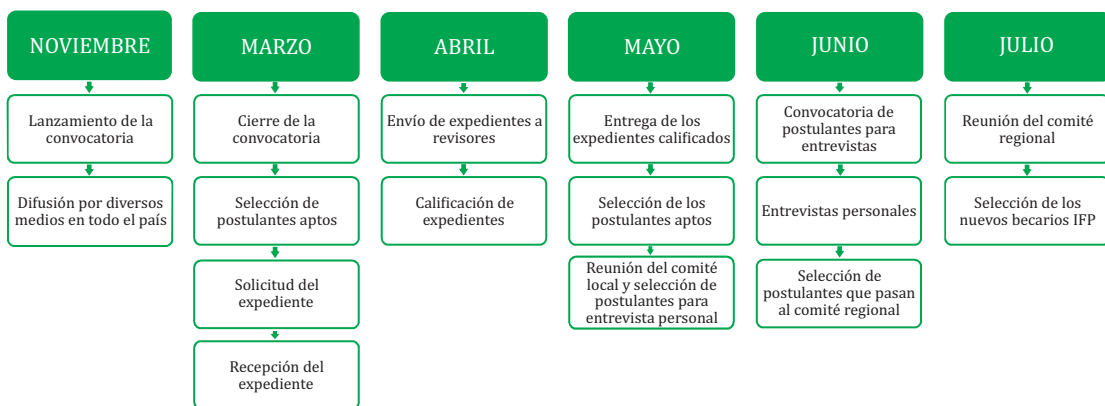 NOVIEMBRE
Lanzamiento de la
convocatoria
Difusión por diversos
medios en todo el país
MARZO
Cierre de la
convocatoria
Selección de
postulantes aptos
Solicitud del
expediente
Recepción del
expediente
ABRIL
Envío de expedientes a
revisores
Calificación de
expedientes
MAYO
Entrega de los
expedientes calificados
Selección de los
postulantes aptos
Reunión del comité
local y selección de
postulantes para
entrevista personal
JUNIO
Convocatoria de
postulantes para
entrevistas
Entrevistas personales
Selección de
postulantes que pasan
al comité regional
JULIO
Reunión del comité
regional
Selección de los
nuevos becarios IFP